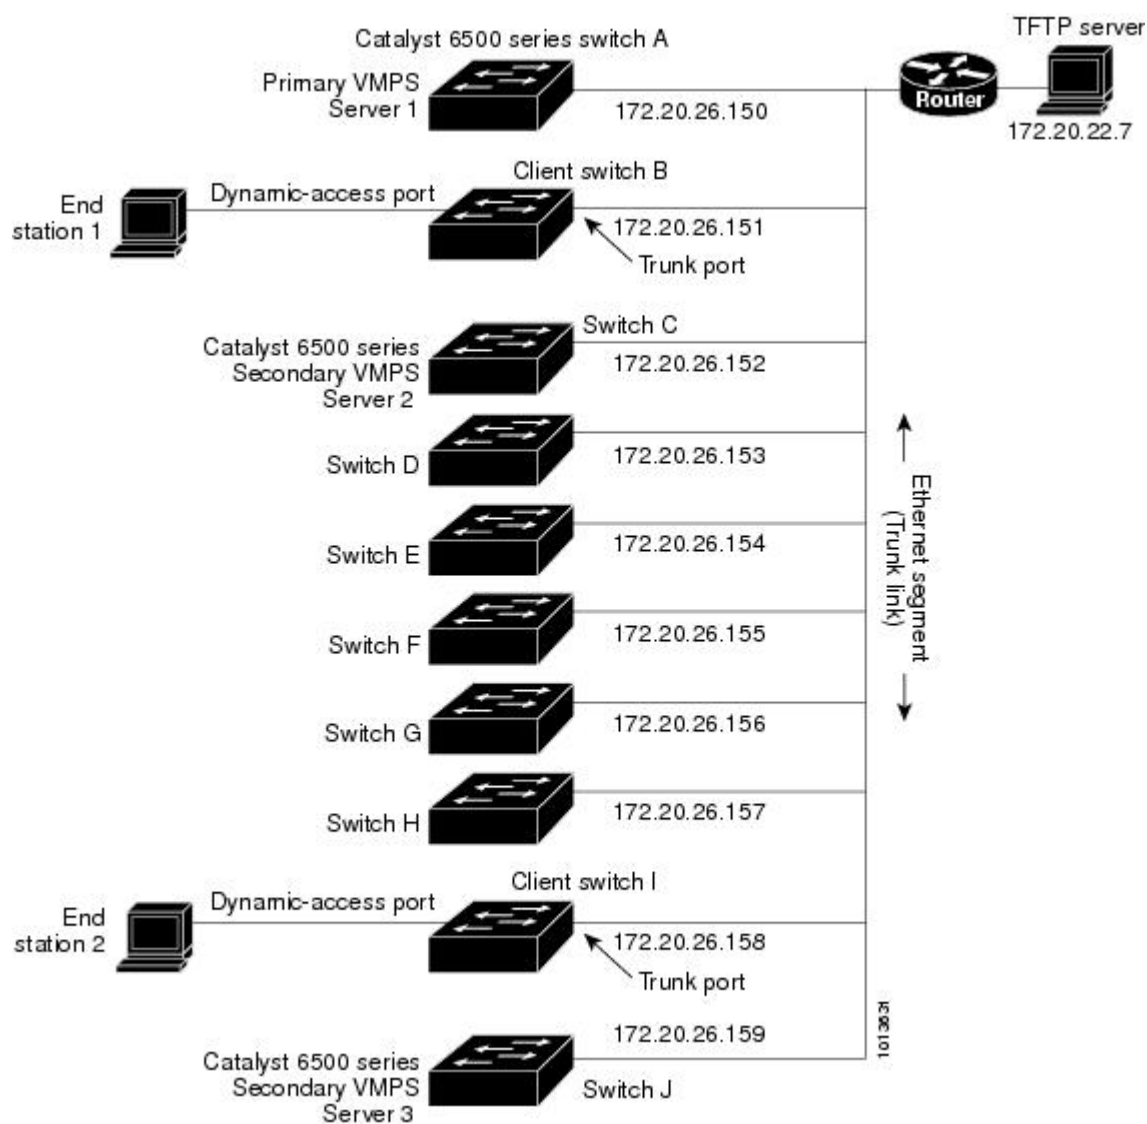 TFTP server
Catalyst 6500 series switch A
Primary VMPS
Server 1
172.20.26.150
Router
172.20.22.7
Client switch B
Dynamic-access port
End
station 1
172.20.26.151
Trunk port
Switch C
Catalyst 6500 series
Secondary VMPS
Server 2
172.20.26.152
Switch D
172.20.26.153
Ethernet segment
(Trunk link)
Switch E
172.20.26.154
Switch F
172.20.26.155
Switch G
172.20.26.156
Switch H
172.20.26.157
Client switch I
Dynamic-access port
End
station 2
172.20.26.158
Trunk port
172.20.26.159
Catalyst 6500 series
Secondary VMPS
Server 3
Switch J